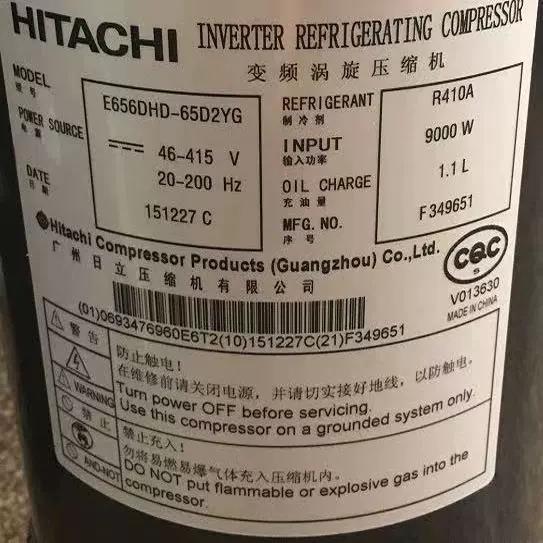 HITACHI INVERTER REFRIGERATING COMPRESSOR
变频涡旋压缩机
MODEL E656DHD-65D2YG
型号
POWER SOURCE 46-415 V
电源 20-200 Hz
DATE 151227 C
日期
REFRIGERANT R410A
制冷剂
INPUT 9000 W
输入功率
OIL CHARGE 1.1 L
充油量
MFG. NO. F349651
序号
Hitachi Compressor Products (Guangzhou) Co.,Ltd.
广州日立压缩机有限公司
CQC
S
V013630
MADE IN CHINA
(01)0693476960E6T2(10)151227C(21)F349651
警告
WARNING
防止触电!
在维修前请关闭电源，并请切实接好地线，以防触电。
Turn power OFF before servicing.
Use this compressor on a grounded system only.
禁止
AND-NOT
禁止充入!
勿将易燃易爆气体充入压缩机内。
DO NOT put flammable or explosive gas into the
compressor.